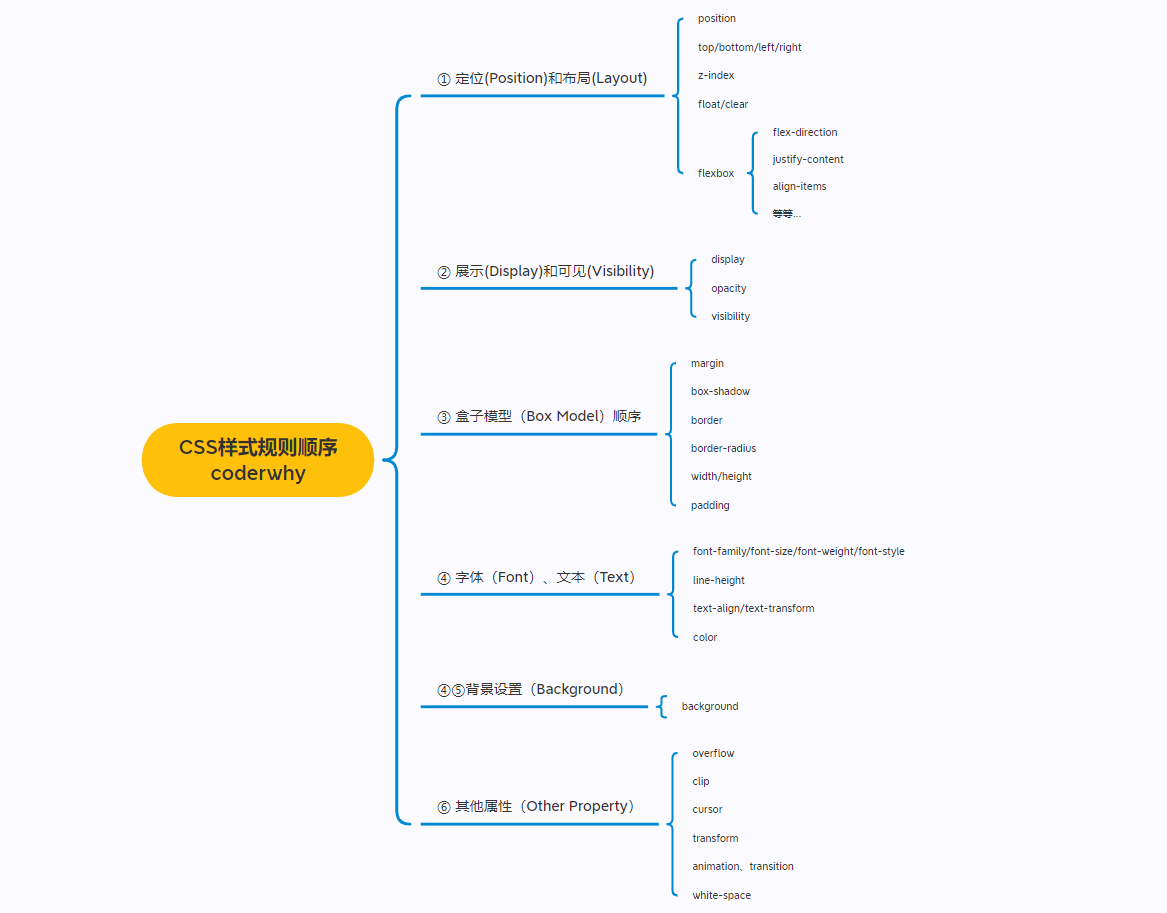 CSS样式规则顺序
coderwhy
① 定位(Position)和布局(Layout)
position
top/bottom/left/right
z-index
float/clear
flexbox
flex-direction
justify-content
align-items
等等...
② 展示(Display)和可见(Visibility)
display
opacity
visibility
③ 盒子模型（Box Model）顺序
margin
box-shadow
border
border-radius
width/height
padding
④ 字体（Font）、文本（Text）
font-family/font-size/font-weight/font-style
line-height
text-align/text-transform
color
④⑤背景设置（Background）
background
⑥ 其他属性（Other Property）
overflow
clip
cursor
transform
animation、transition
white-space